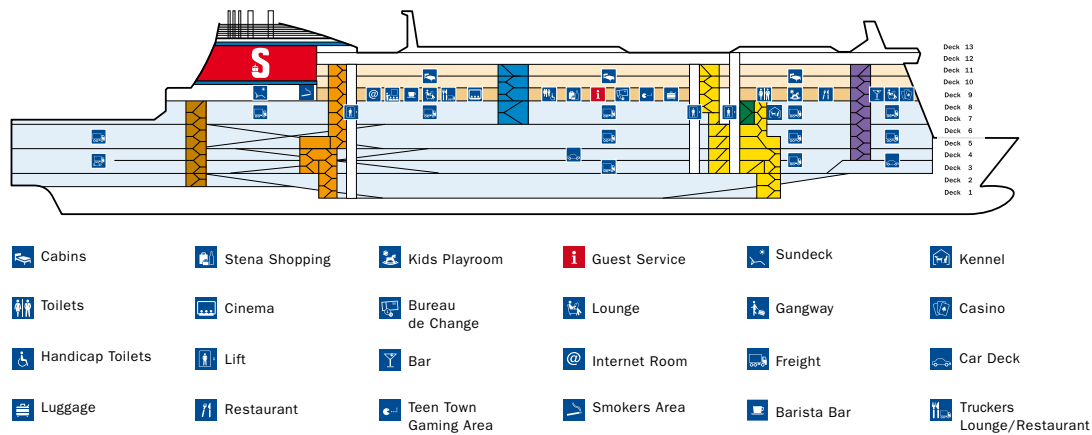 S
Deck 13
Deck 12
Deck 11
Deck 10
Deck 9
Deck 8
Deck 7
Deck 6
Deck 5
Deck 4
Deck 3
Deck 2
Deck 1
@
i
Cabins
Stena Shopping
Kids Playroom
i Guest Service
Sundeck
Kennel
Toilets
Cinema
Bureau
de Change
Lounge
Gangway
Casino
Handicap Toilets
Lift
Bar
@ Internet Room
Freight
Car Deck
Luggage
Restaurant
Teen Town
Gaming Area
Smokers Area
Barista Bar
Truckers
Lounge/Restaurant